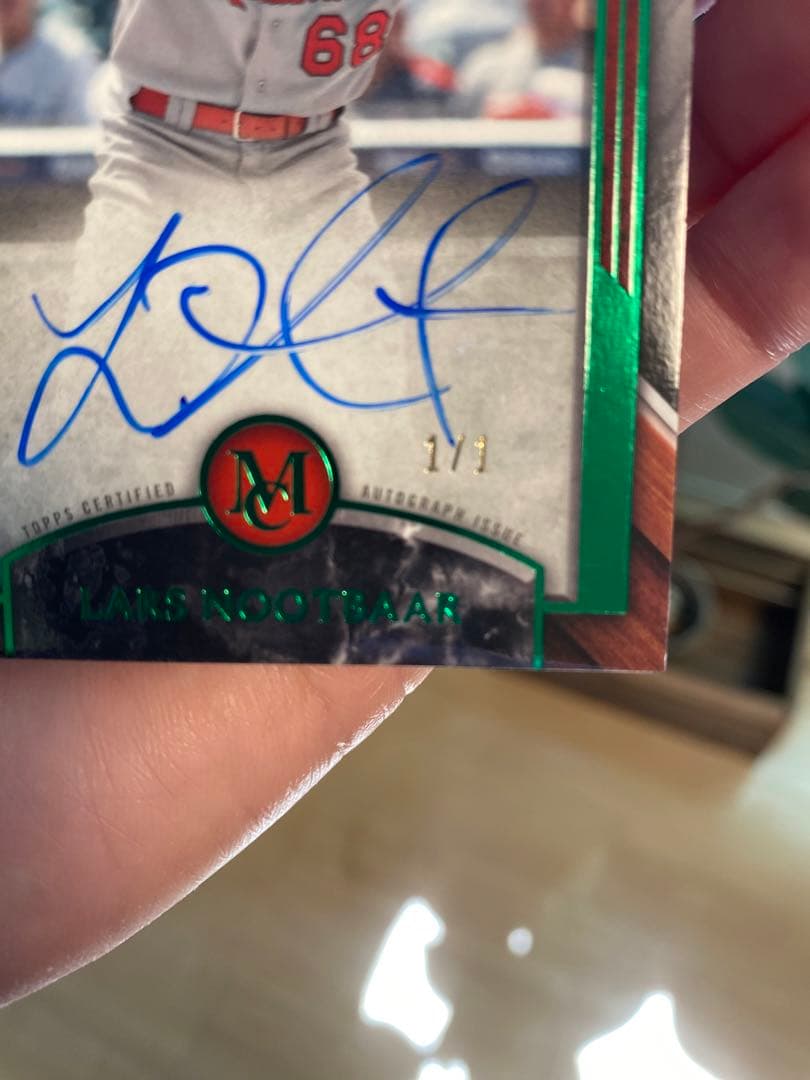 68
1/1
MC
TOPPS CERTIFIED AUTOGRAPH ISSUE
LARS NOOTBAAR